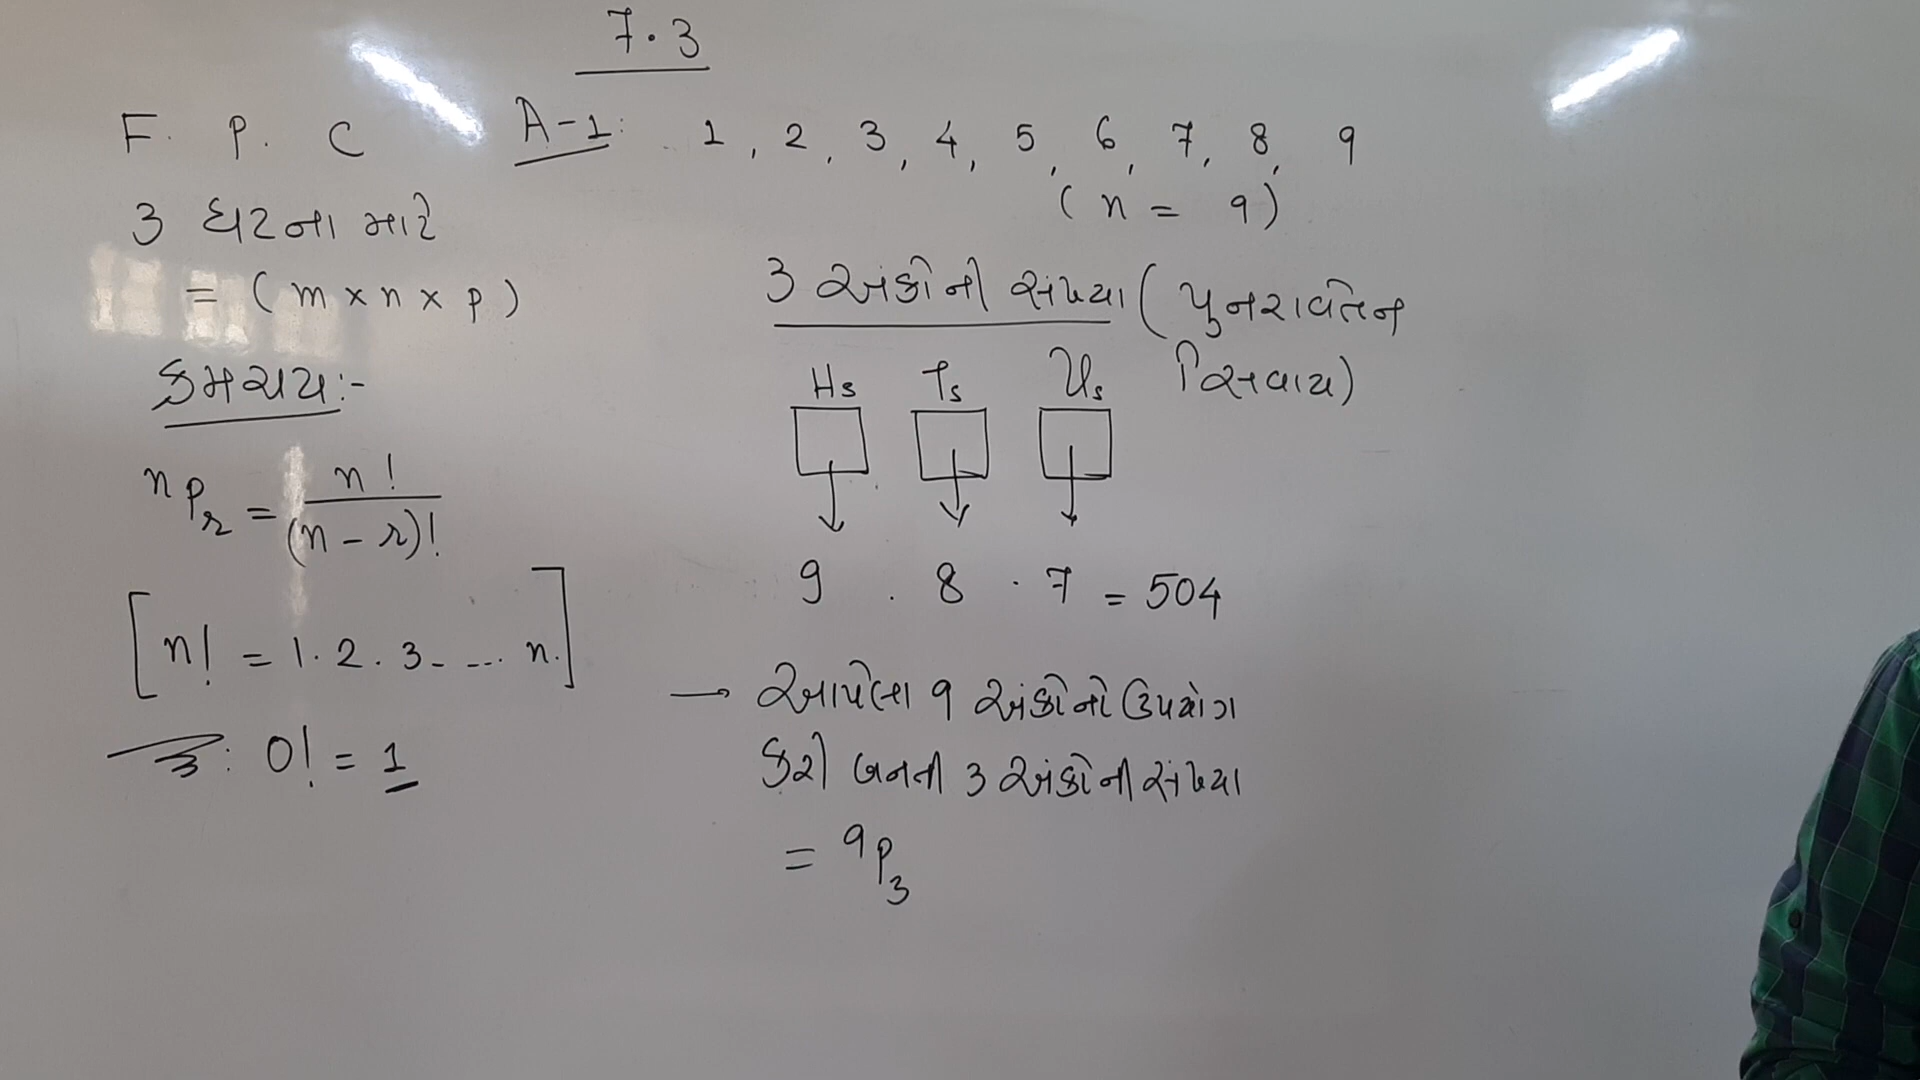 7.3
F. P. C
3 ઘટના માટે
= (m × n × p)
ક્રમચય:-
nPr = n! / (n - r)!
[n! = 1.2.3- --- n.]
: 0! = 1
A-1: 1, 2, 3, 4, 5, 6, 7, 8, 9
(n = 9)
3 અંકોની સંખ્યા (પુનરાવર્તન
સિવાય)
Hs Ts Us
9 . 8 . 7 = 504
→ આપેલા 9 અંકોનો ઉપયોગ
કરી બનતી 3 અંકોની સંખ્યા
= 9P3